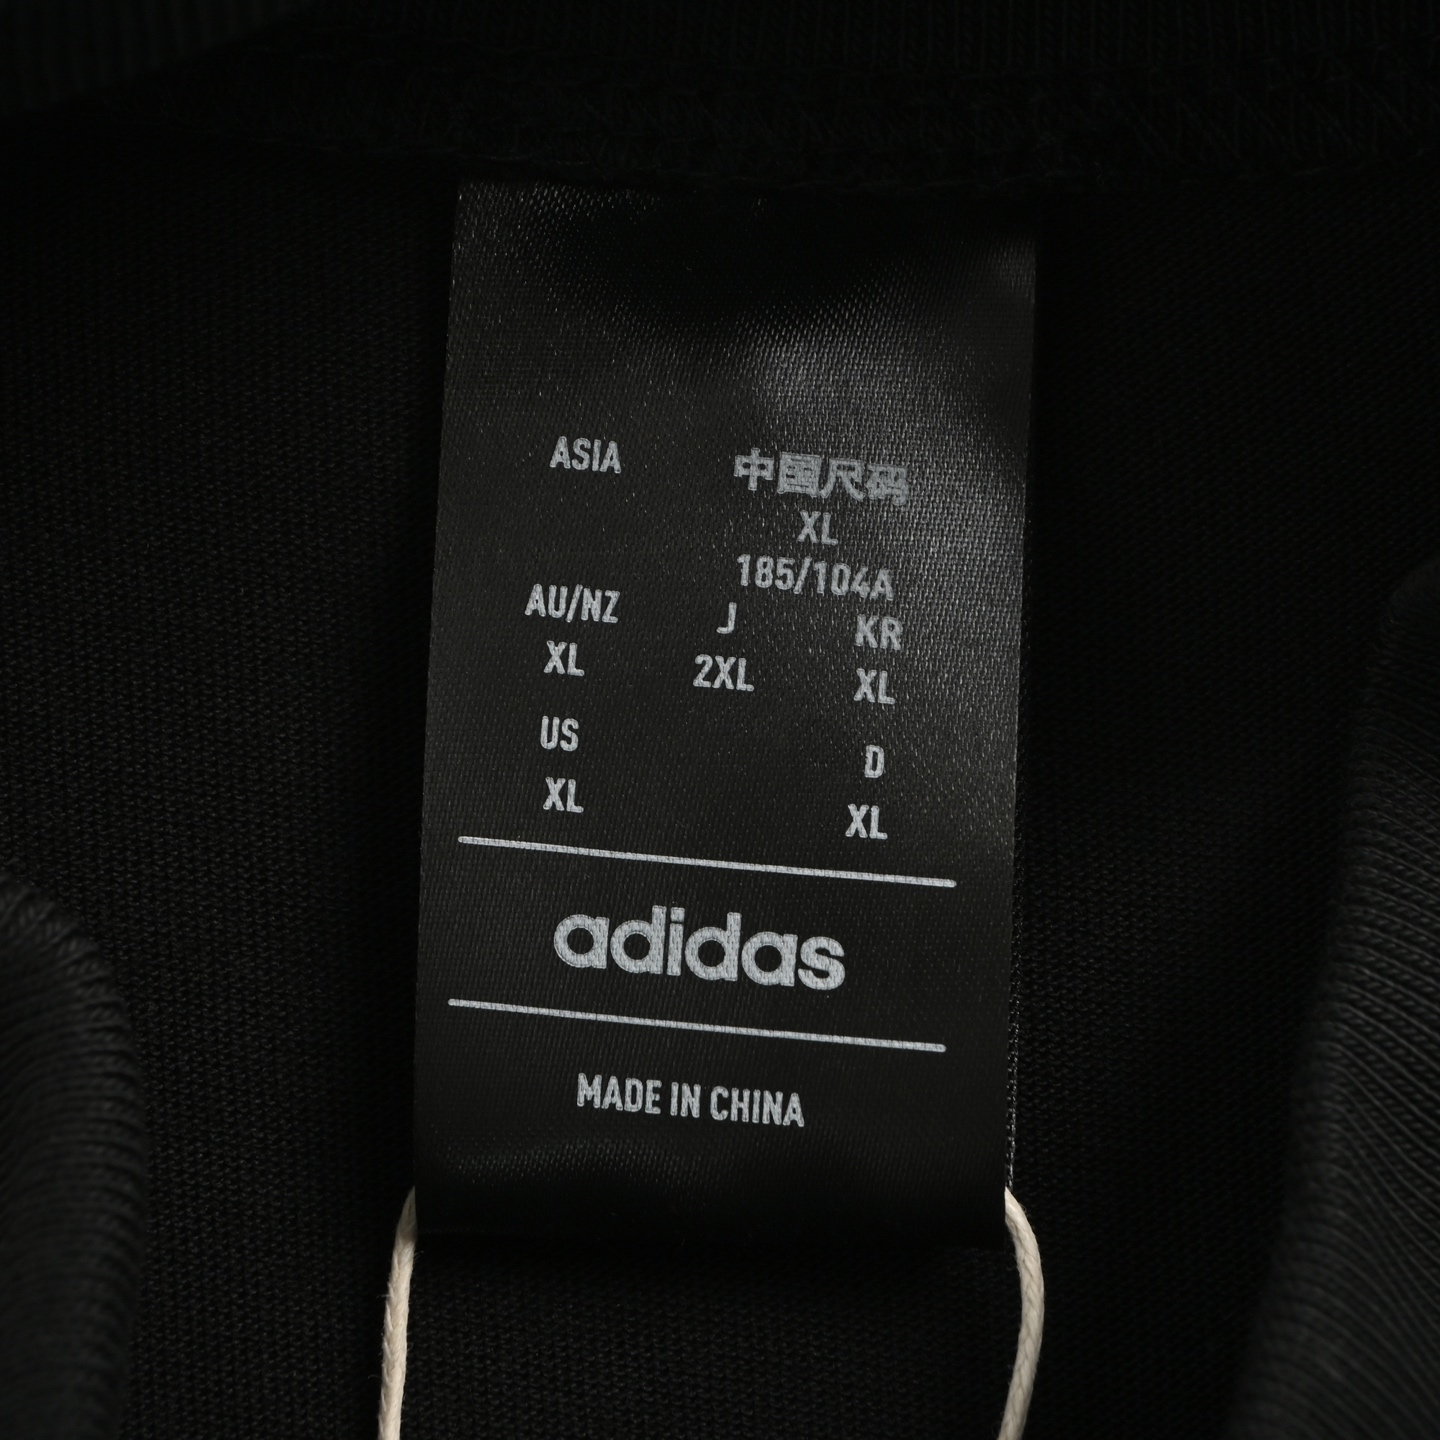 ASIA 中国尺码
XL
185/104A
AU/NZ J KR
XL 2XL XL
US D
XL XL
adidas
MADE IN CHINA